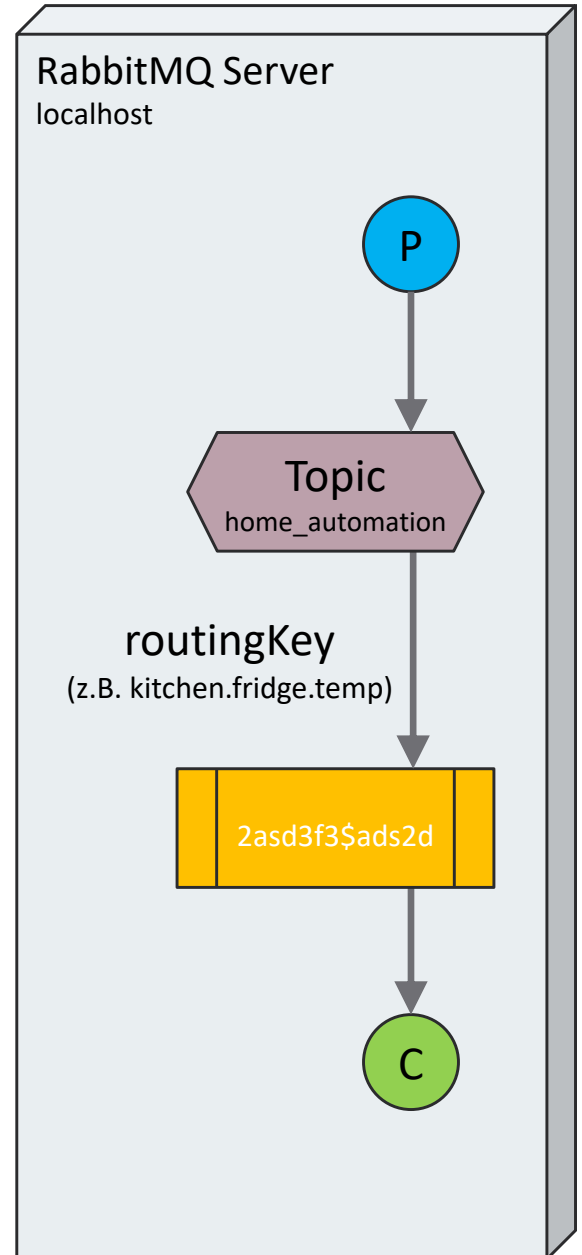 RabbitMQ Server
localhost
P
Topic
home_automation
routingKey
(z.B. kitchen.fridge.temp)
2asd3f3$ads2d
C